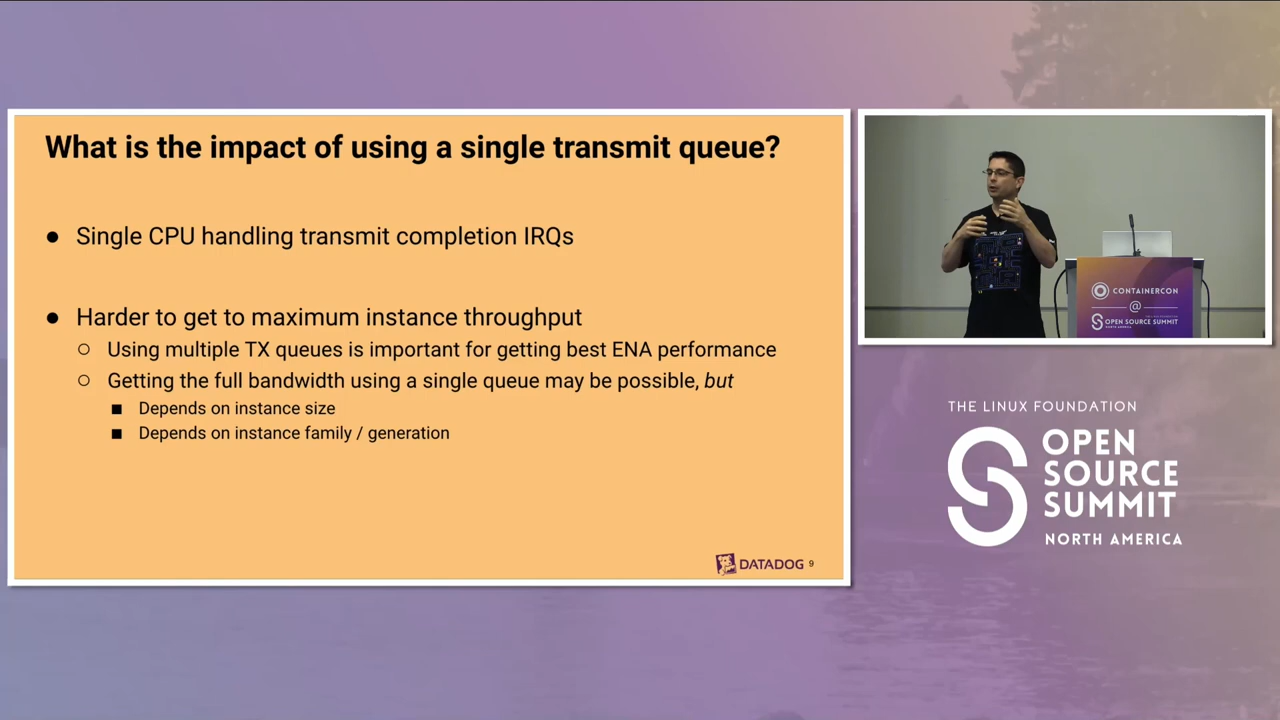 What is the impact of using a single transmit queue?
● Single CPU handling transmit completion IRQs
● Harder to get to maximum instance throughput
○ Using multiple TX queues is important for getting best ENA performance
○ Getting the full bandwidth using a single queue may be possible, but
■ Depends on instance size
■ Depends on instance family / generation
DATADOG 9
CONTAINERCON
@
OPEN SOURCE SUMMIT
NORTH AMERICA
THE LINUX FOUNDATION
OPEN
SOURCE
SUMMIT
NORTH AMERICA